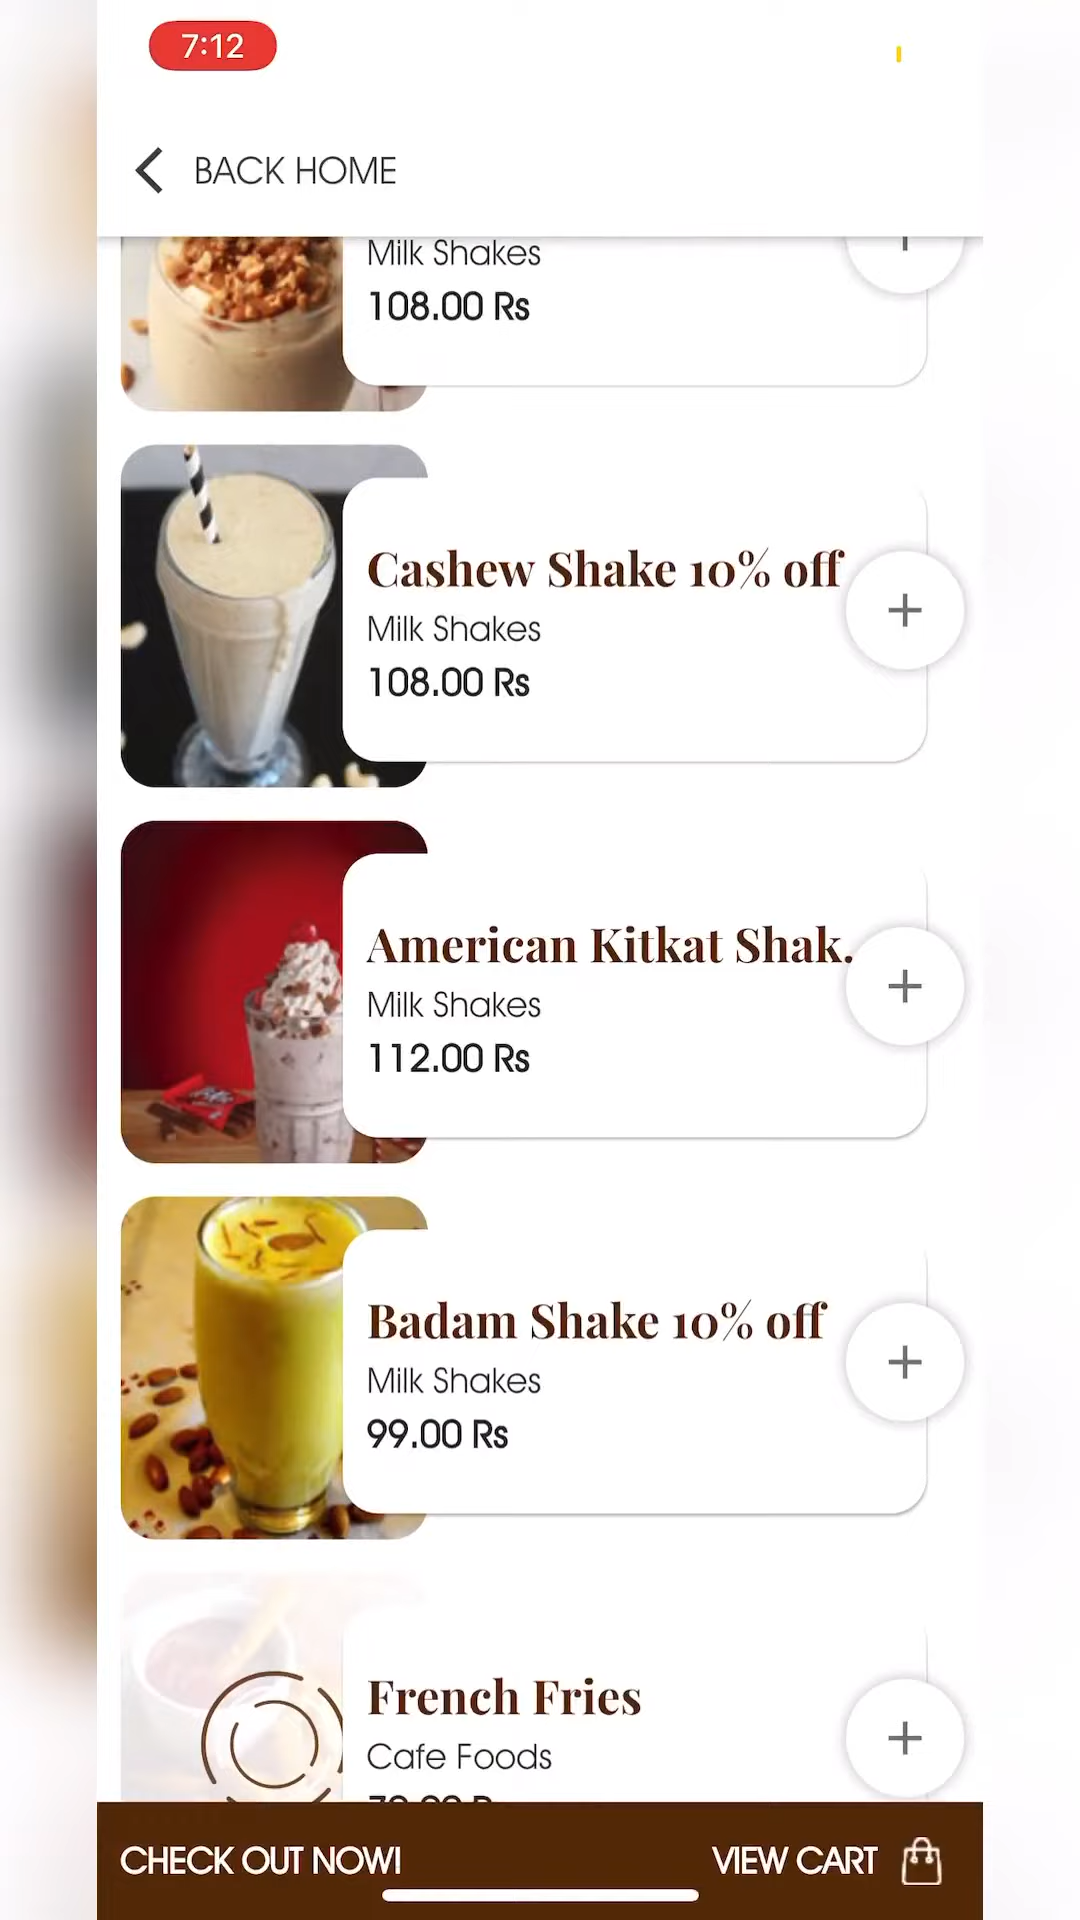 7:12
BACK HOME
Milk Shakes
108.00 Rs
Cashew Shake 10% off
Milk Shakes
108.00 Rs
American Kitkat Shak.
Milk Shakes
112.00 Rs
Badam Shake 10% off
Milk Shakes
99.00 Rs
French Fries
Cafe Foods
CHECK OUT NOW!
VIEW CART